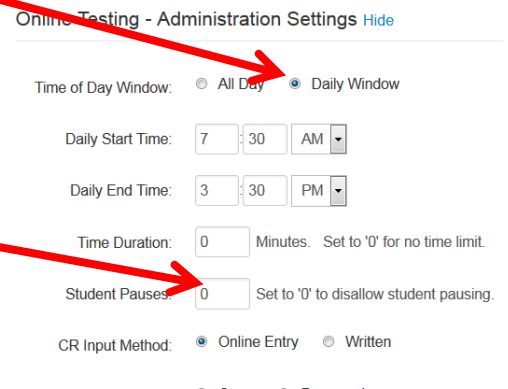 Online Testing - Administration Settings Hide
Time of Day Window: All Day Daily Window
Daily Start Time: 7 : 30 AM
Daily End Time: 3 : 30 PM
Time Duration: 0 Minutes. Set to '0' for no time limit.
Student Pauses: 0 Set to '0' to disallow student pausing.
CR Input Method: Online Entry Written